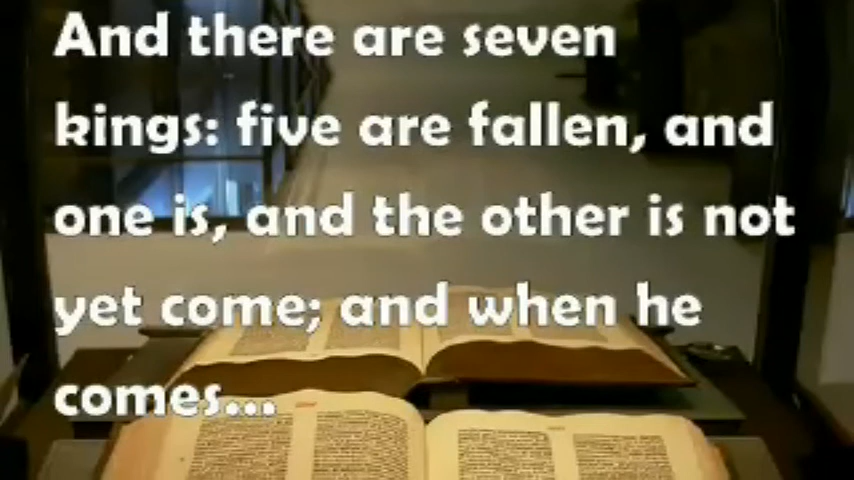 And there are seven
kings: five are fallen, and
one is, and the other is not
yet come; and when he
comes...